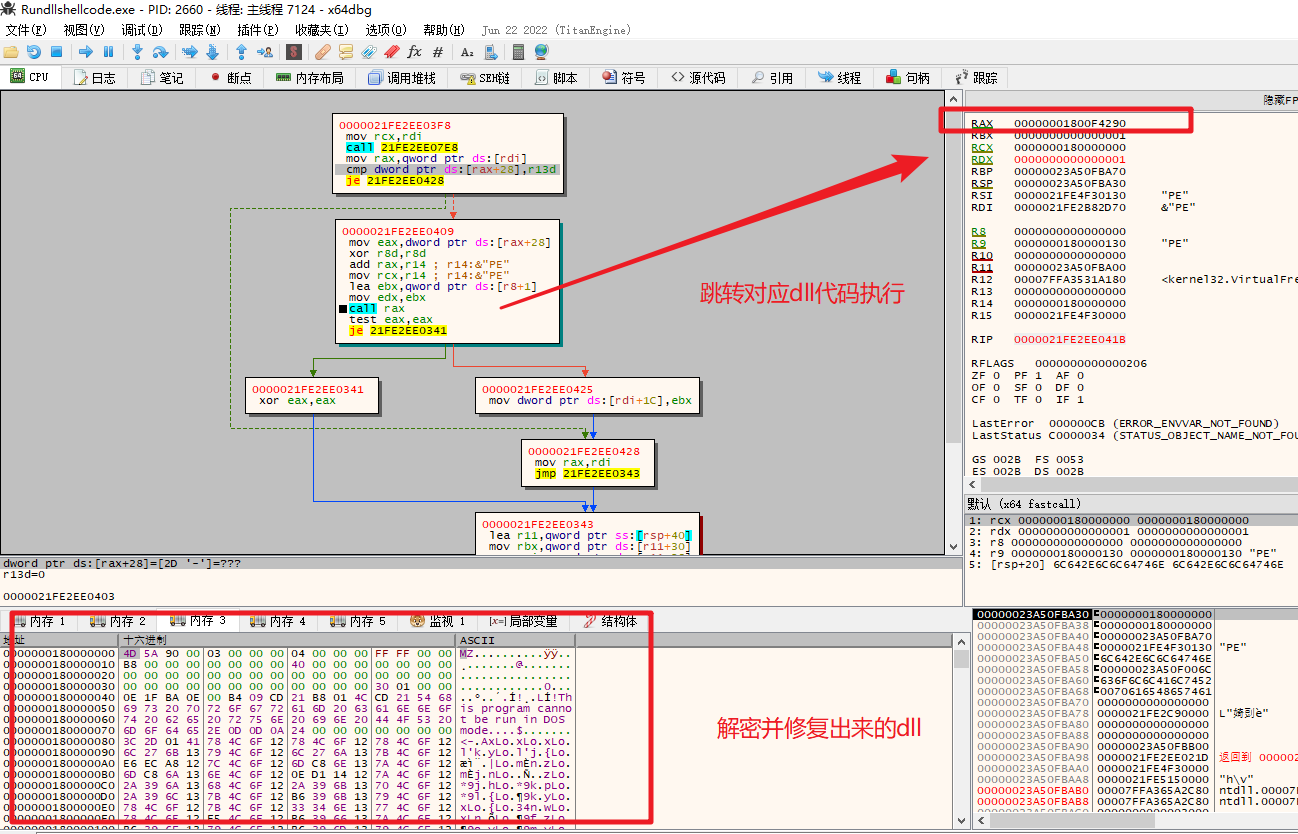 Rundllshellcode.exe - PID: 2660 - 线程: 主线程 7124 - x64dbg
文件(F) 视图(V) 调试(D) 跟踪(N) 插件(P) 收藏夹(I) 选项(O) 帮助(H) Jun 22 2022 (TitanEngine)
CPU 日志 笔记 断点 内存布局 调用堆栈 SEH链 脚本 符号 源代码 引用 线程 句柄 跟踪
0000021FE2EE03F8
mov rcx,rdi
call 21FE2EE07E8
mov rax,qword ptr ds:[rdi]
cmp dword ptr ds:[rax+28],r13d
je 21FE2EE0428
0000021FE2EE0409
mov eax,dword ptr ds:[rax+28]
xor r8d,r8d
add rax,r14 ; r14:&"PE"
mov rcx,r14 ; r14:&"PE"
lea ebx,qword ptr ds:[r8+1]
mov edx,ebx
call rax
test eax,eax
je 21FE2EE0341
0000021FE2EE0341
xor eax,eax
0000021FE2EE0425
mov dword ptr ds:[rdi+1C],ebx
0000021FE2EE0428
mov rax,rdi
jmp 21FE2EE0343
0000021FE2EE0343
lea r11,qword ptr ss:[rsp+40]
mov rbx,qword ptr ds:[r11+30]
跳转对应dll代码执行
隐藏FP
RAX 00000001800F4290
RBX 0000000000000001
RCX 0000000180000000
RDX 0000000000000001
RBP 00000023A50FBA70
RSP 00000023A50FBA30
RSI 0000021FE4F30130 "PE"
RDI 0000021FE2B82D70 &"PE"
R8 0000000000000000
R9 0000000180000130 "PE"
R10 0000000000000000
R11 00000023A50FBA00
R12 00007FFA3531A180 <kernel32.VirtualFre
R13 0000000000000000
R14 0000000180000000
R15 0000021FE4F30000
RIP 0000021FE2EE041B
RFLAGS 0000000000000206
ZF 0 PF 1 AF 0
OF 0 SF 0 DF 0
CF 0 TF 0 IF 1
LastError 000000CB (ERROR_ENVVAR_NOT_FOUND)
LastStatus C0000034 (STATUS_OBJECT_NAME_NOT_FOU
GS 002B FS 0053
ES 002B DS 002B
默认 (x64 fastcall)
1: rcx 0000000180000000 0000000180000000
2: rdx 0000000000000001 0000000000000001
3: r8 0000000000000000 0000000000000000
4: r9 0000000180000130 0000000180000130 "PE"
5: [rsp+20] 6C642E6C6C64746E 6C642E6C6C64746E
dword ptr ds:[rax+28]=[2D '-']=???
r13d=0
0000021FE2EE0403
内存 1 内存 2 内存 3 内存 4 内存 5 监视 1 [x=] 局部变量 结构体
地址 十六进制 ASCII
0000000180000000 4D 5A 90 00 03 00 00 00 04 00 00 00 FF FF 00 00 MZ..........ÿÿ..
0000000180000010 B8 00 00 00 00 00 00 00 40 00 00 00 00 00 00 00 ¸.......@.......
0000000180000020 00 00 00 00 00 00 00 00 00 00 00 00 00 00 00 00 ................
0000000180000030 00 00 00 00 00 00 00 00 00 00 00 00 30 01 00 00 ............0...
0000000180000040 0E 1F BA 0E 00 B4 09 CD 21 B8 01 4C CD 21 54 68 ..º..´.Í!¸.LÍ!Th
0000000180000050 69 73 20 70 72 6F 67 72 61 6D 20 63 61 6E 6E 6F is program canno
0000000180000060 74 20 62 65 20 72 75 6E 20 69 6E 20 44 4F 53 20 t be run in DOS
0000000180000070 6D 6F 64 65 2E 0D 0D 0A 24 00 00 00 00 00 00 00 mode....$.......
0000000180000080 3C 2D 01 41 78 4C 6F 12 78 4C 6F 12 78 4C 6F 12 <-.AxLo.xLo.xLo.
0000000180000090 6C 27 6B 13 79 4C 6F 12 6C 27 6A 13 7B 4C 6F 12 l'k.yLo.l'j.{Lo.
00000001800000A0 E6 EC A8 12 7C 4C 6F 12 6D C8 6E 13 7A 4C 6F 12 æì¨.|Lo.mÈn.zLo.
00000001800000B0 6D C8 6A 13 6E 4C 6F 12 0E D1 14 12 7A 4C 6F 12 mÈj.nLo..Ñ..zLo.
00000001800000C0 2A 39 6A 13 68 4C 6F 12 2A 39 6B 13 70 4C 6F 12 *9j.hLo.*9k.pLo.
00000001800000D0 2A 39 6C 13 7B 4C 6F 12 B6 39 6B 13 79 4C 6F 12 *9l.{Lo.¶9k.yLo.
00000001800000E0 78 4C 6F 12 7B 4C 6F 12 33 34 6E 13 77 4C 6F 12 xLo.{Lo.34n.wLo.
解密并修复出来的dll
00000023A50FBA30 0000000180000000
00000023A50FBA38 0000000180000000
00000023A50FBA40 00000023A50FBA70
00000023A50FBA48 0000021FE4F30130 "PE"
00000023A50FBA50 6C642E6C6C64746E
00000023A50FBA58 00000023A50F006C
00000023A50FBA60 636F6C6C416C7452
00000023A50FBA68 0070616548657461
00000023A50FBA70 0000000000000000
00000023A50FBA78 0000021FE2C90000
00000023A50FBA80 0000000000000000
00000023A50FBA88 0000000000000000
00000023A50FBA90 00000023A50FBB00
00000023A50FBA98 0000021FE2EE021D 返回到 000002
00000023A50FBAA0 0000021FE4F30000
00000023A50FBAA8 0000021FE5150000 "h\v"
00000023A50FBAB0 00007FFA365A2C80 ntdll.00007F
00000023A50FBAB8 00007FFA365A2C80 ntdll.00007F